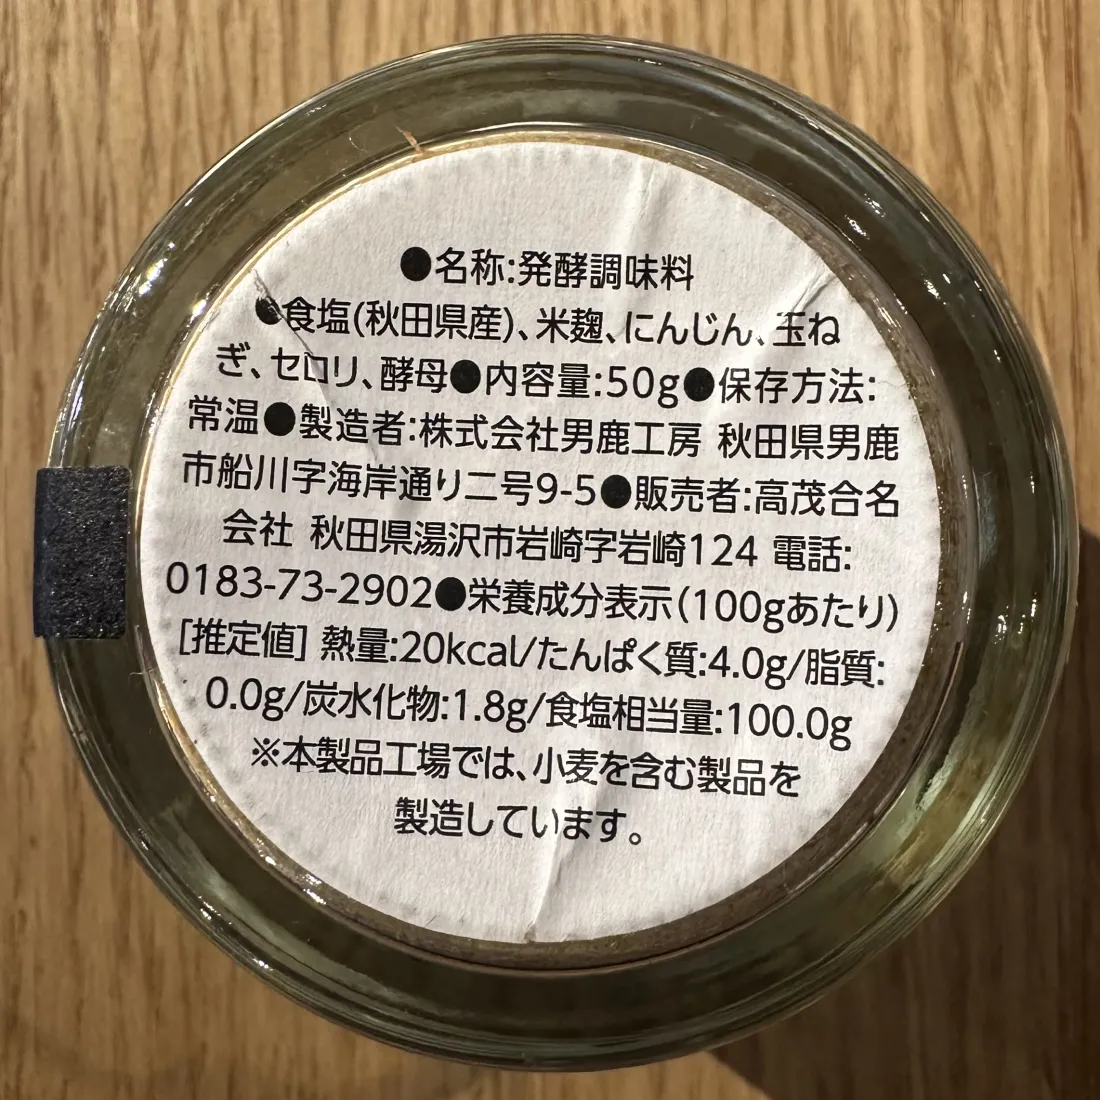 ●名称:発酵調味料
●食塩(秋田県産)、米麹、にんじん、玉ね
ぎ、セロリ、酵母●内容量:50g●保存方法:
常温●製造者:株式会社男鹿工房 秋田県男鹿
市船川字海岸通り二号9-5●販売者:高茂合名
会社 秋田県湯沢市岩崎字岩崎124 電話:
0183-73-2902●栄養成分表示(100gあたり)
[推定値] 熱量:20kcal/たんぱく質:4.0g/脂質:
0.0g/炭水化物:1.8g/食塩相当量:100.0g
※本製品工場では、小麦を含む製品を
製造しています。